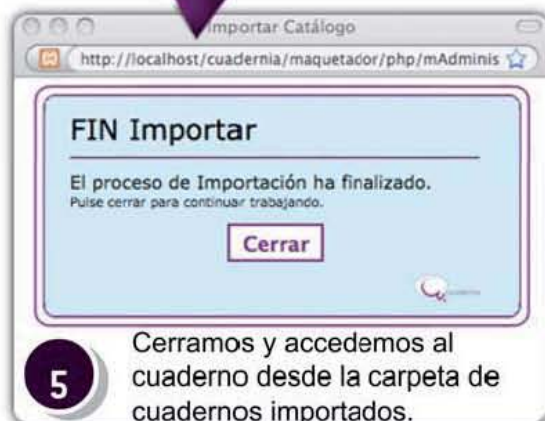 Importar Catálogo
http://localhost/cuadernia/maquetador/php/mAdminis
FIN Importar
El proceso de Importación ha finalizado.
Pulse cerrar para continuar trabajando.
Cerrar
5
Cerramos y accedemos al
cuaderno desde la carpeta de
cuadernos importados.